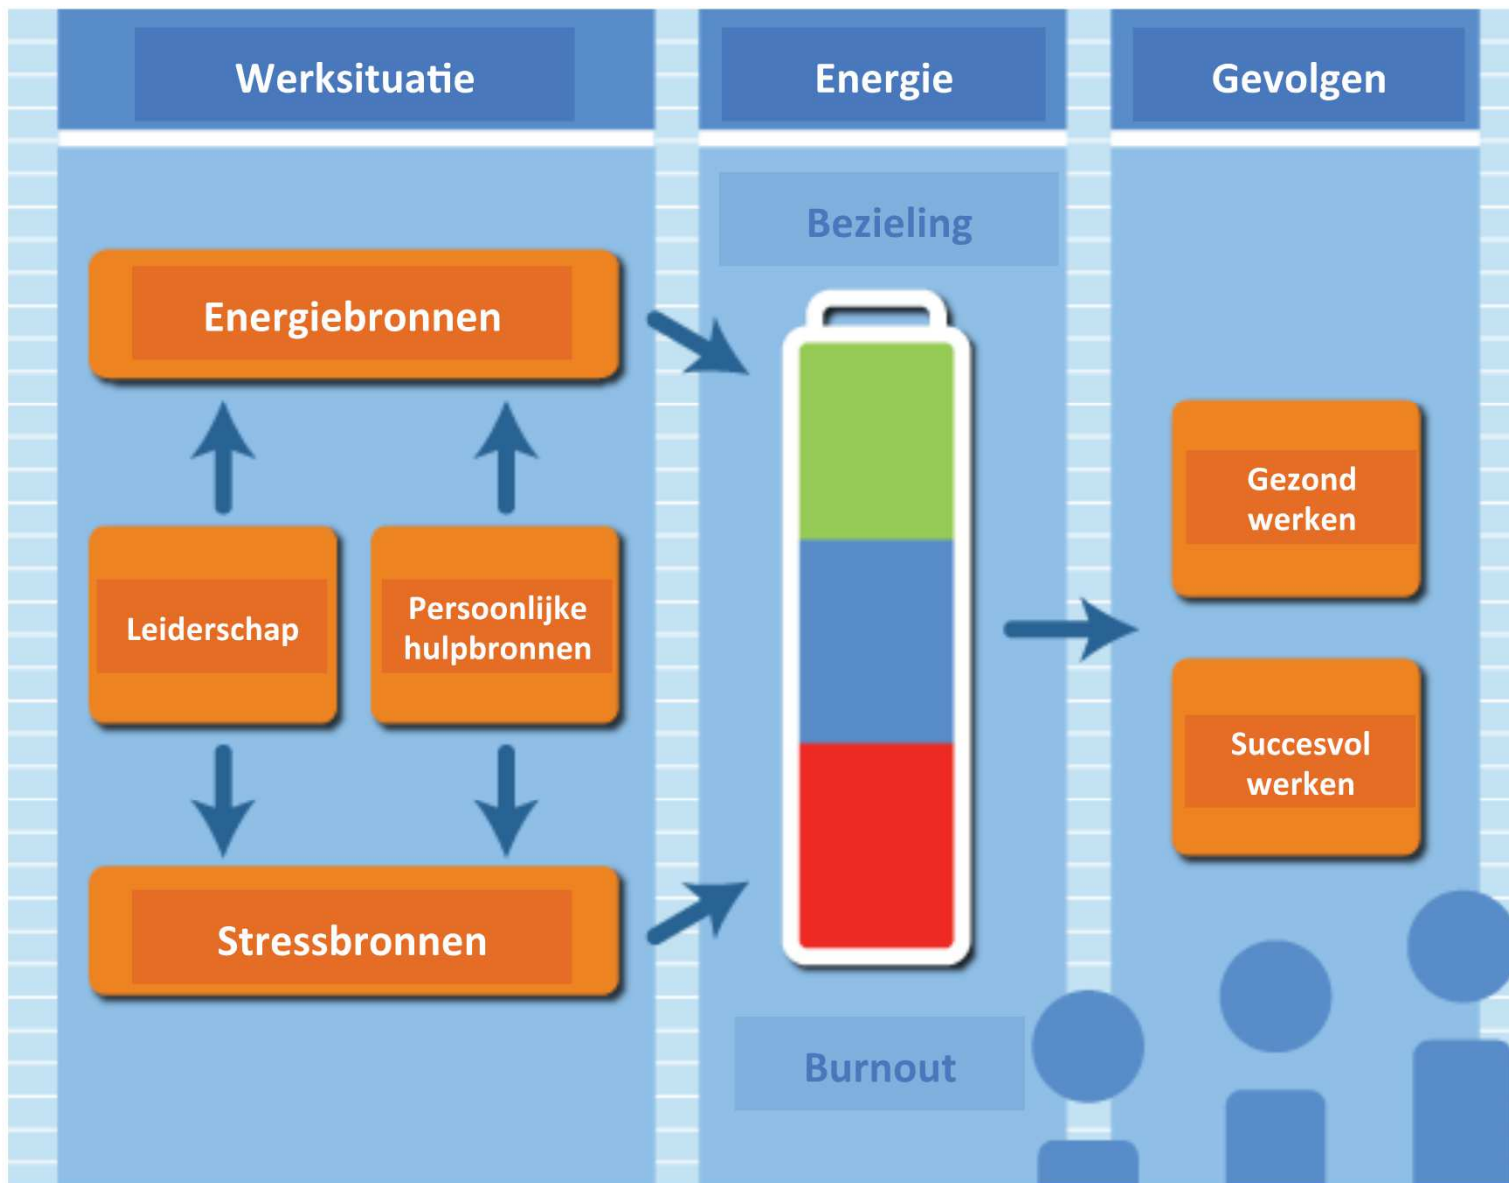 Werksituatie
Energie
Gevolgen
Bezieling
Energiebronnen
Gezond
werken
Leiderschap
Persoonlijke
hulpbronnen
Succesvol
werken
Stressbronnen
Burnout